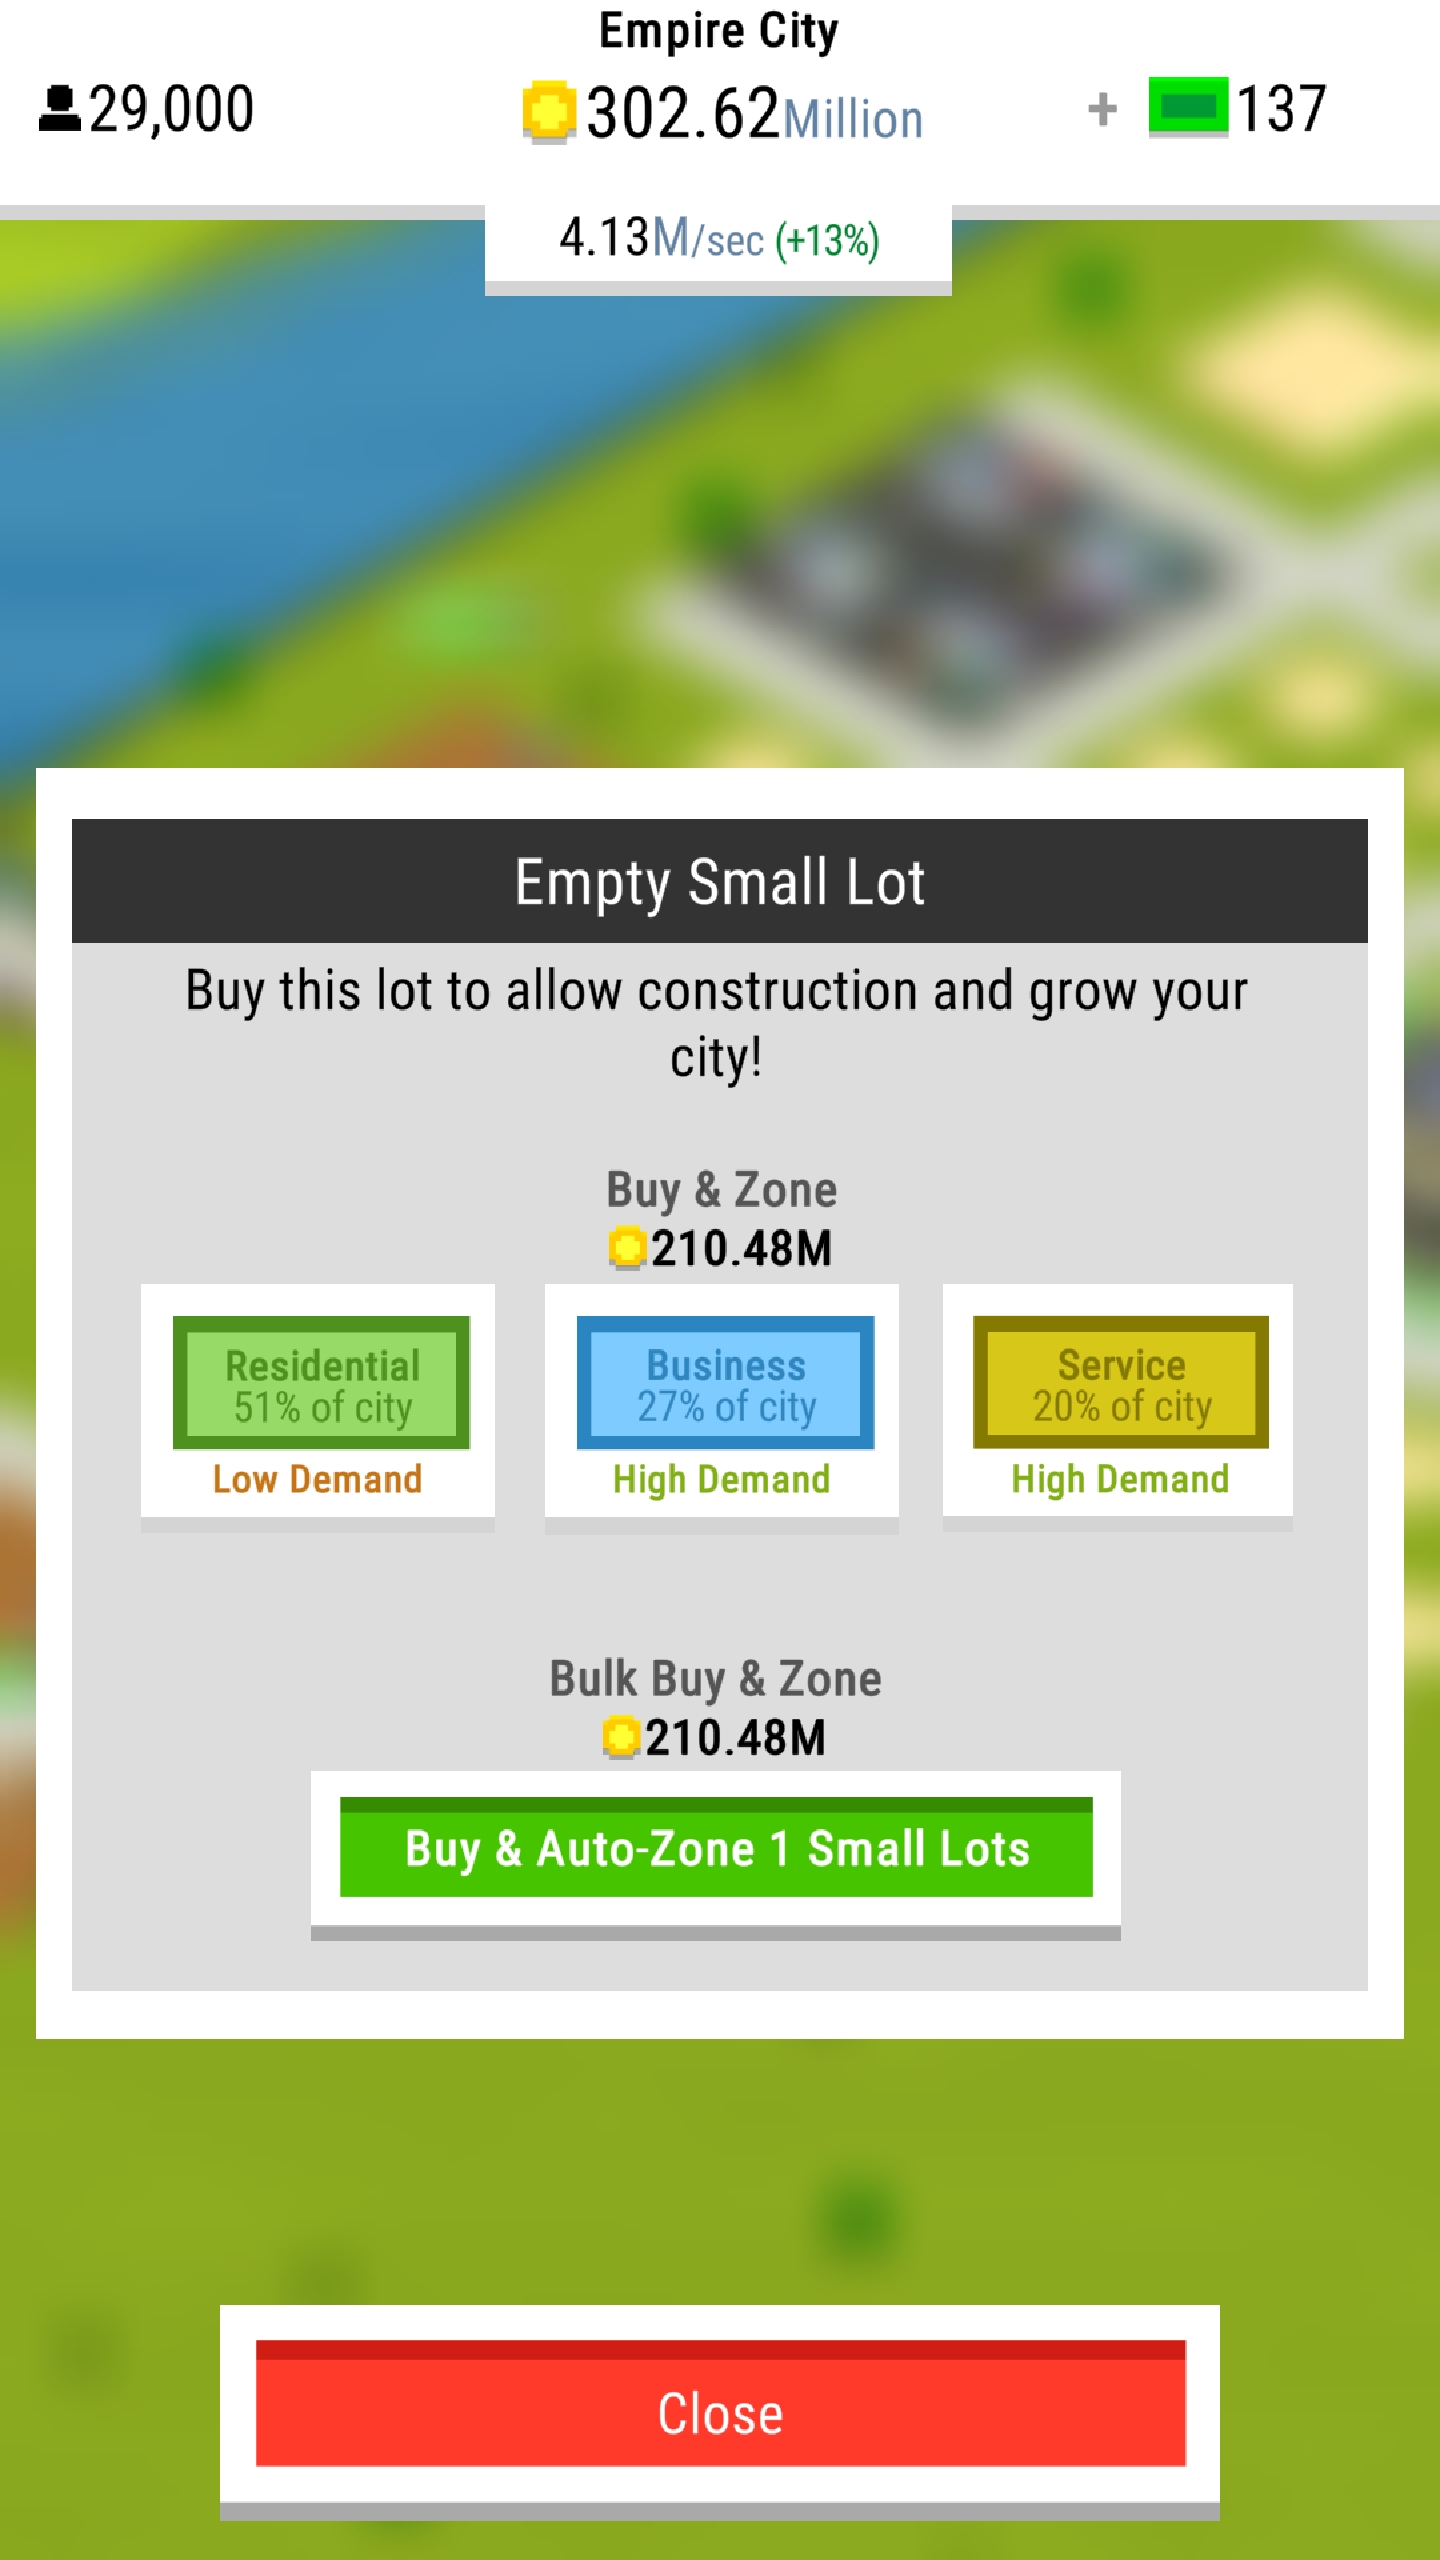 Empire City
29,000
302.62Million
+ 137
4.13M/sec (+13%)
Empty Small Lot
Buy this lot to allow construction and grow your
city!
Buy & Zone
210.48M
Residential
51% of city
Low Demand
Business
27% of city
High Demand
Service
20% of city
High Demand
Bulk Buy & Zone
210.48M
Buy & Auto-Zone 1 Small Lots
Close